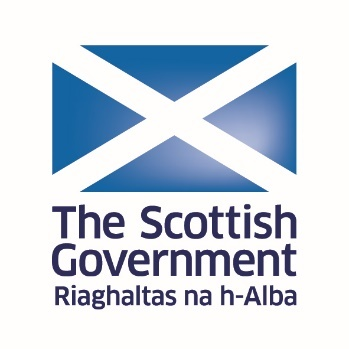 The Scottish
Government
Riaghaltas na h-Alba